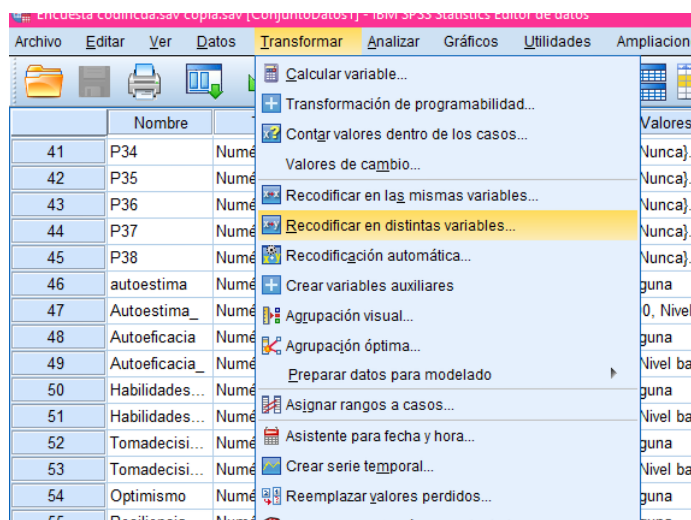 Encuesta codificda.sav copia.sav [ConjuntoDatos1] - IBM SPSS Statistics Editor de datos
Archivo Editar Ver Datos Transformar Analizar Gráficos Utilidades Ampliacion
Calcular variable...
Transformación de programabilidad...
Contar valores dentro de los casos...
Valores de cambio...
Recodificar en las mismas variables...
Recodificar en distintas variables...
Recodificación automática...
Crear variables auxiliares
Agrupación visual...
Agrupación óptima...
Preparar datos para modelado
Asignar rangos a casos...
Asistente para fecha y hora...
Crear serie temporal...
Reemplazar valores perdidos...
Nombre T Valores
41 P34 Numé Nunca}.
42 P35 Numé Nunca}.
43 P36 Numé Nunca}.
44 P37 Numé Nunca}.
45 P38 Numé Nunca}.
46 autoestima Numé guna
47 Autoestima_ Numé 0, Nivel
48 Autoeficacia Numé guna
49 Autoeficacia_ Numé Nivel ba
50 Habilidades... Numé guna
51 Habilidades... Numé Nivel ba
52 Tomadecisi... Numé guna
53 Tomadecisi... Numé Nivel ba
54 Optimismo Numé guna